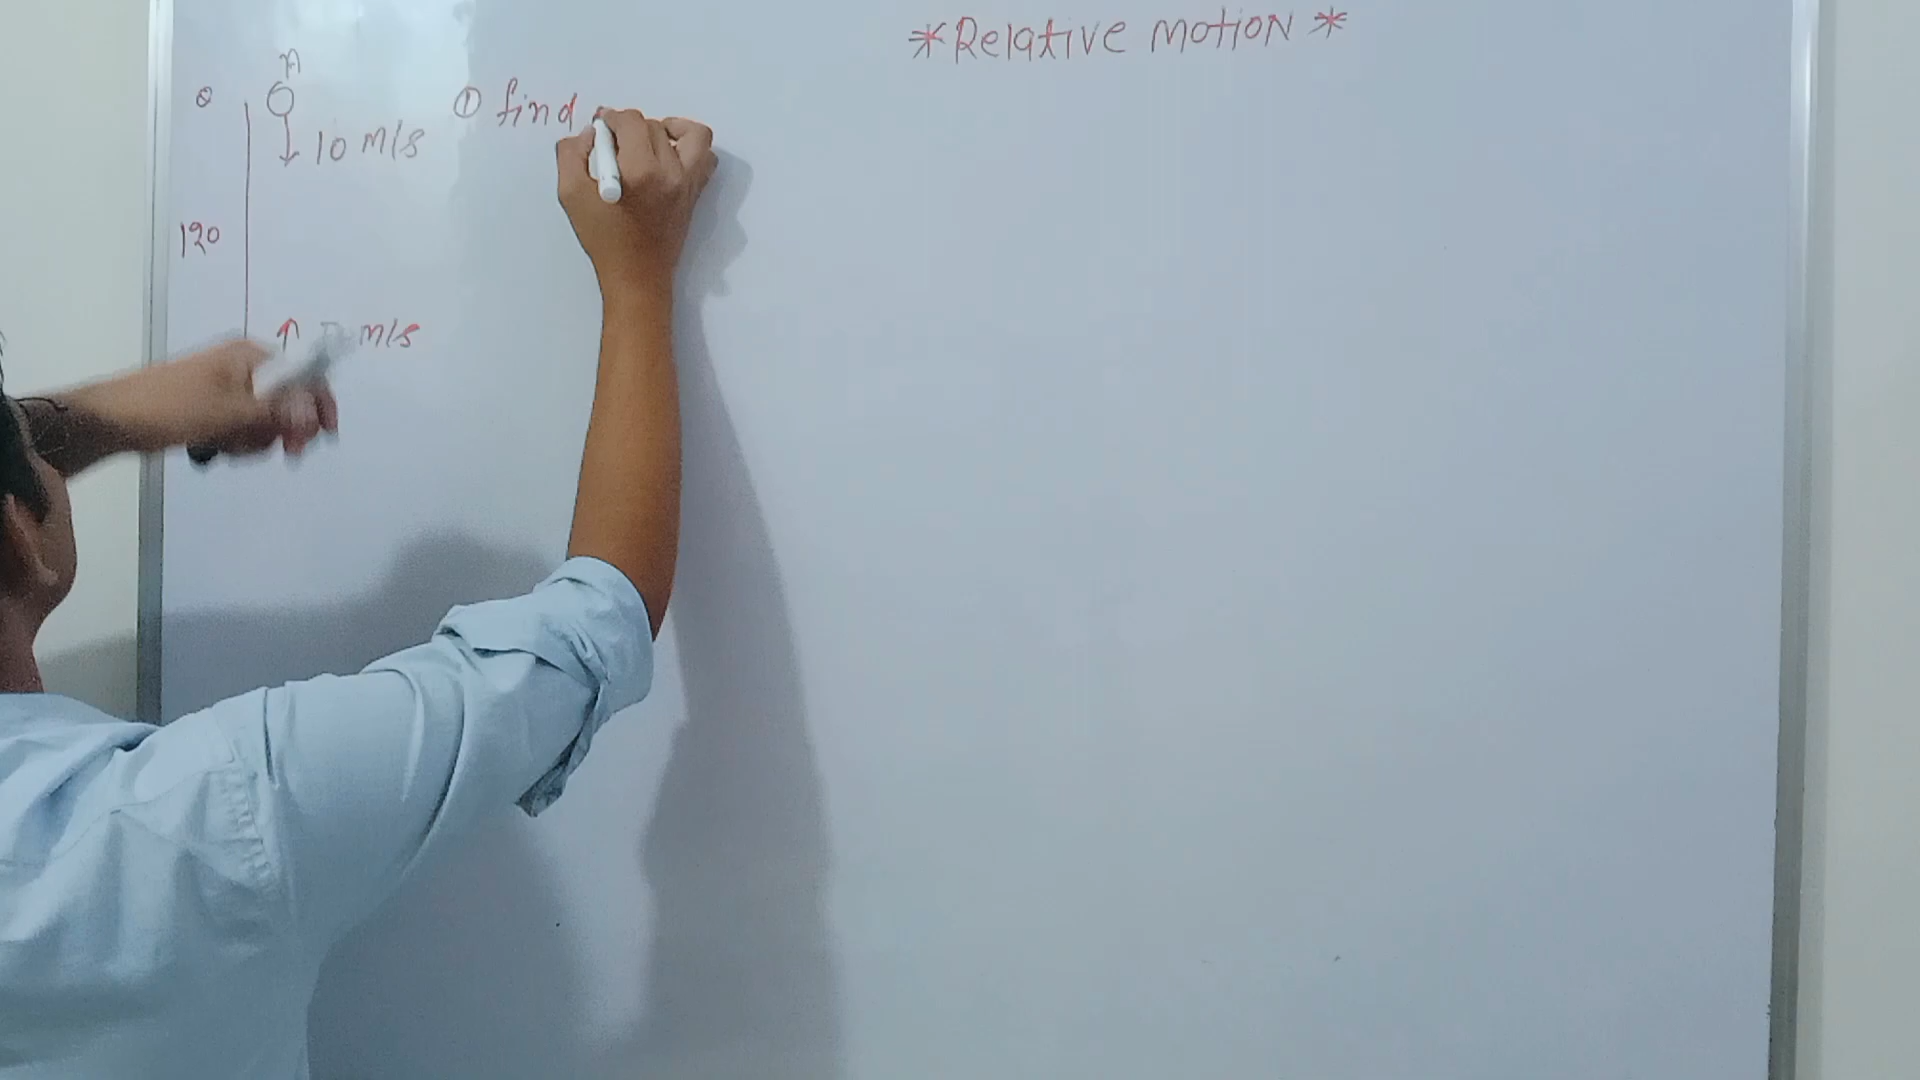 *Relative motion*
A
0
10 m/s
① find
120
↑ m/s